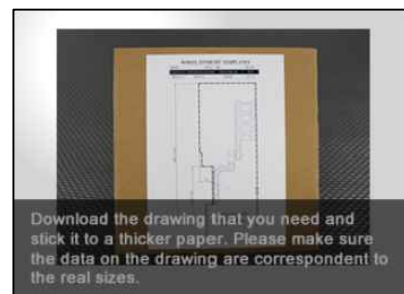 Download the drawing that you need and
stick it to a thicker paper. Please make sure
the data on the drawing are correspondent to
the real sizes.